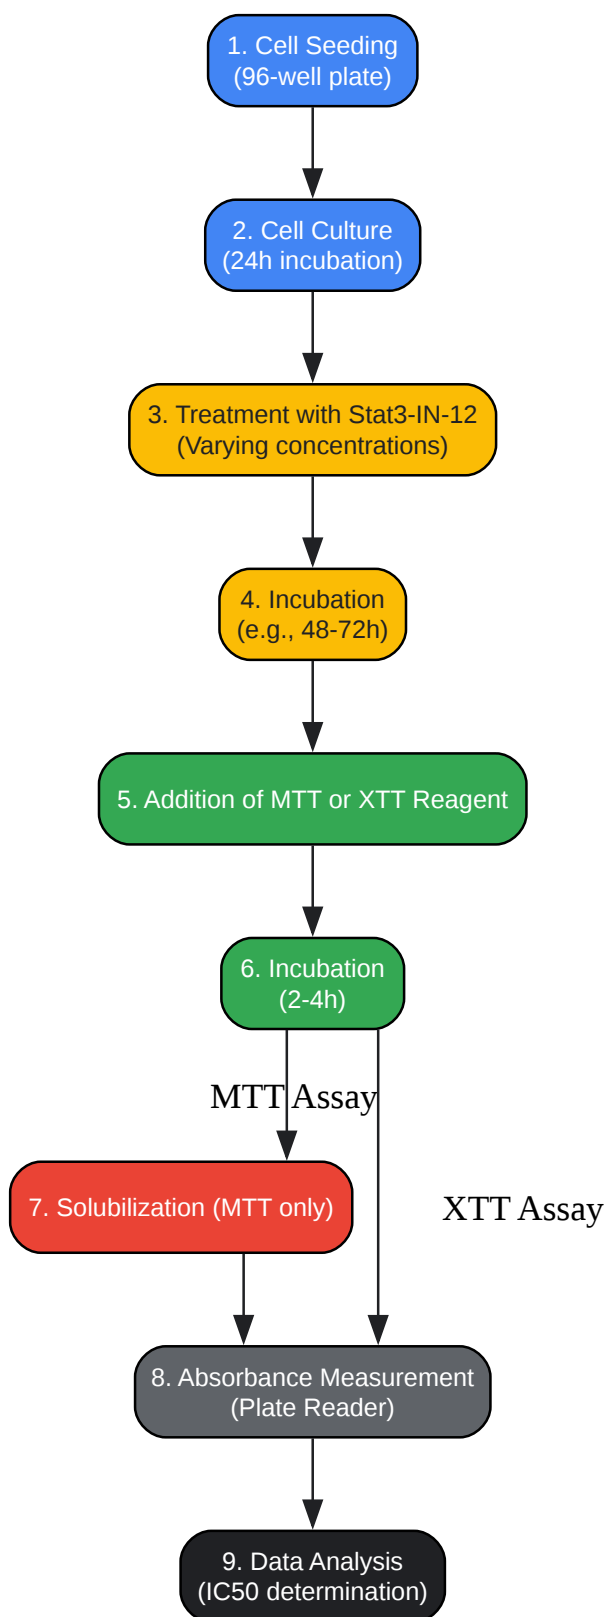 1. Cell Seeding
(96-well plate)
2. Cell Culture
(24h incubation)
3. Treatment with Stat3-IN-12
(Varying concentrations)
4. Incubation
(e.g., 48-72h)
5. Addition of MTT or XTT Reagent
6. Incubation
(2-4h)
MTT Assay
7. Solubilization (MTT only)
XTT Assay
8. Absorbance Measurement
(Plate Reader)
9. Data Analysis
(IC50 determination)